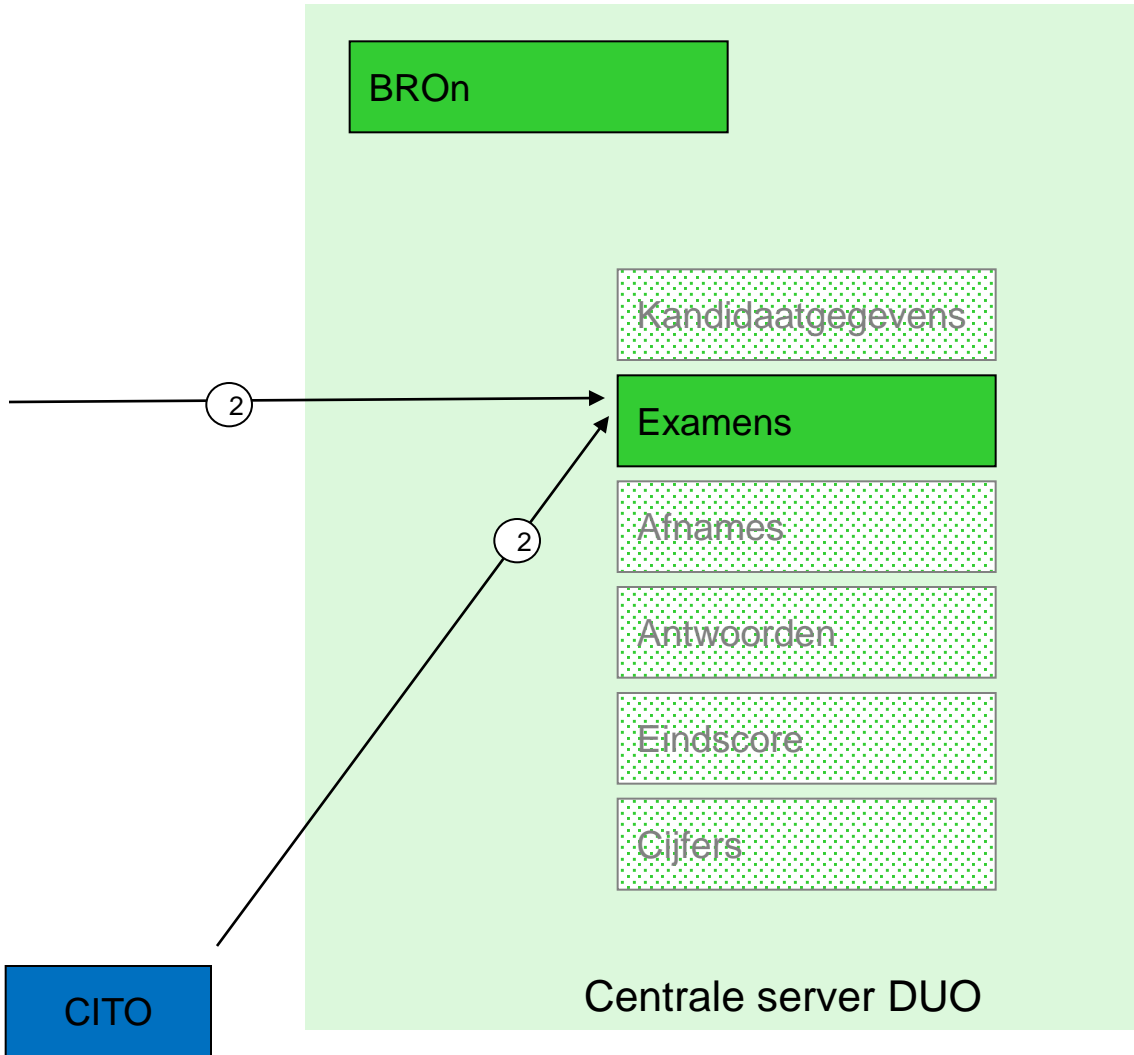 BROn
Kandidaatgegevens
2
Examens
Afnames
2
Antwoorden
Eindscore
Cijfers
Centrale server DUO
CITO